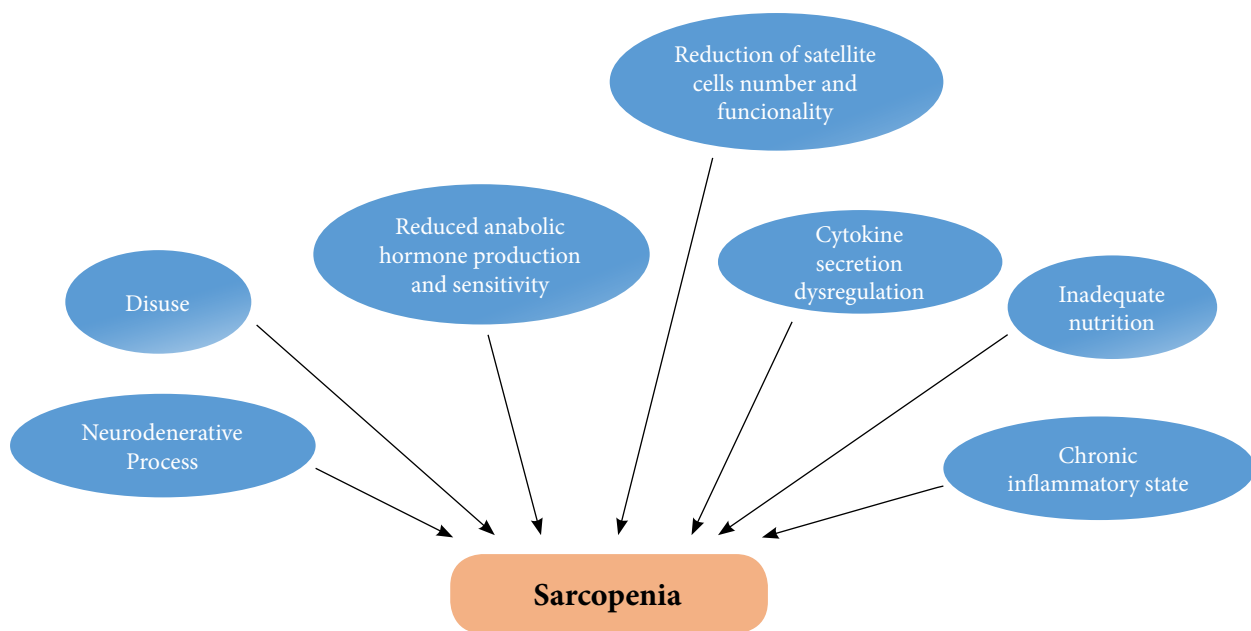 Reduction of satellite
cells number and
funcionality
Reduced anabolic
hormone production
and sensitivity
Cytokine
secretion
dysregulation
Disuse
Inadequate
nutrition
Neurodenerative
Process
Chronic
inflammatory state
Sarcopenia